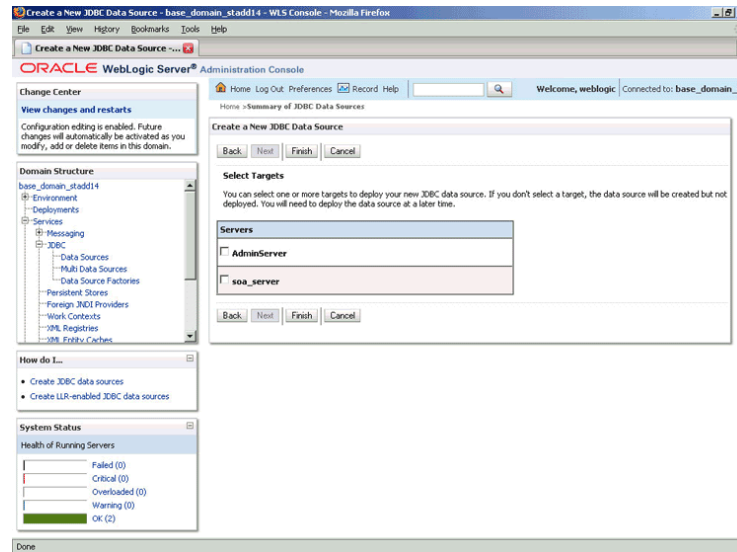 Create a New JDBC Data Source - base_domain_stadd14 - WLS Console - Mozilla Firefox
File Edit View History Bookmarks Tools Help
Create a New JDBC Data Source -...
ORACLE WebLogic Server® Administration Console
Change Center
View changes and restarts
Configuration editing is enabled. Future
changes will automatically be activated as you
modify, add or delete items in this domain.
Domain Structure
base_domain_stadd14
Environment
Deployments
Services
Messaging
JDBC
Data Sources
Multi Data Sources
Data Source Factories
Persistent Stores
Foreign JNDI Providers
Work Contexts
XML Registries
XML Entity Caches
How do I...
Create JDBC data sources
Create LLR-enabled JDBC data sources
System Status
Health of Running Servers
Failed (0)
Critical (0)
Overloaded (0)
Warning (0)
OK (2)
Home Log Out Preferences Record Help
Welcome, weblogic Connected to: base_domain_
Home >Summary of JDBC Data Sources
Create a New JDBC Data Source
Back Next Finish Cancel
Select Targets
You can select one or more targets to deploy your new JDBC data source. If you don't select a target, the data source will be created but not
deployed. You will need to deploy the data source at a later time.
Servers
AdminServer
soa_server
Back Next Finish Cancel
Done